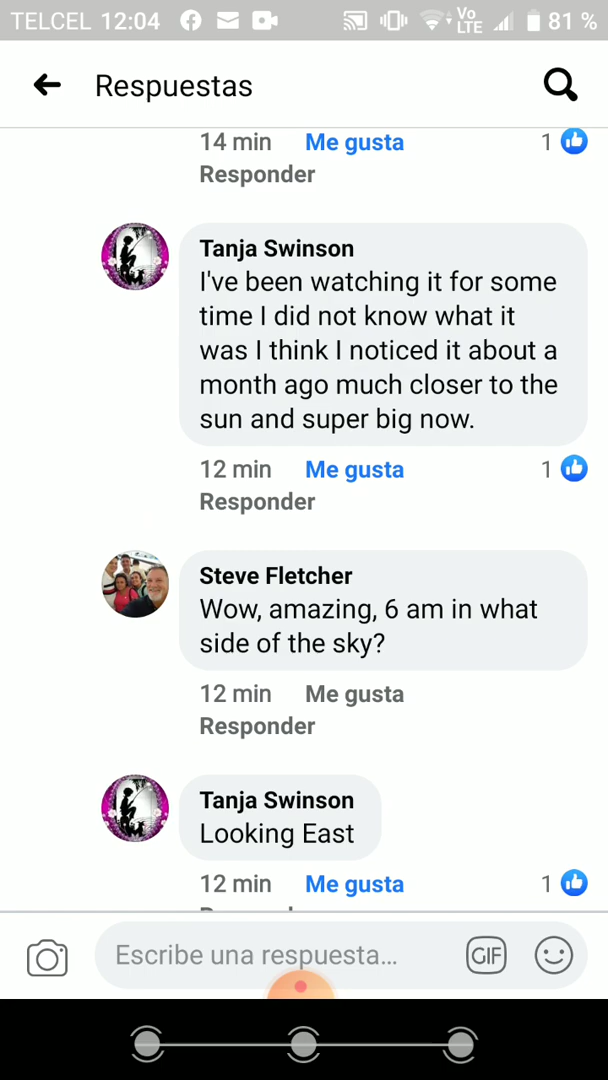 TELCEL 12:04 Vo LTE 81 %
Respuestas
14 min Me gusta 1
Responder
Tanja Swinson
I've been watching it for some
time I did not know what it
was I think I noticed it about a
month ago much closer to the
sun and super big now.
12 min Me gusta 1
Responder
Steve Fletcher
Wow, amazing, 6 am in what
side of the sky?
12 min Me gusta
Responder
Tanja Swinson
Looking East
12 min Me gusta 1
Escribe una respuesta... GIF